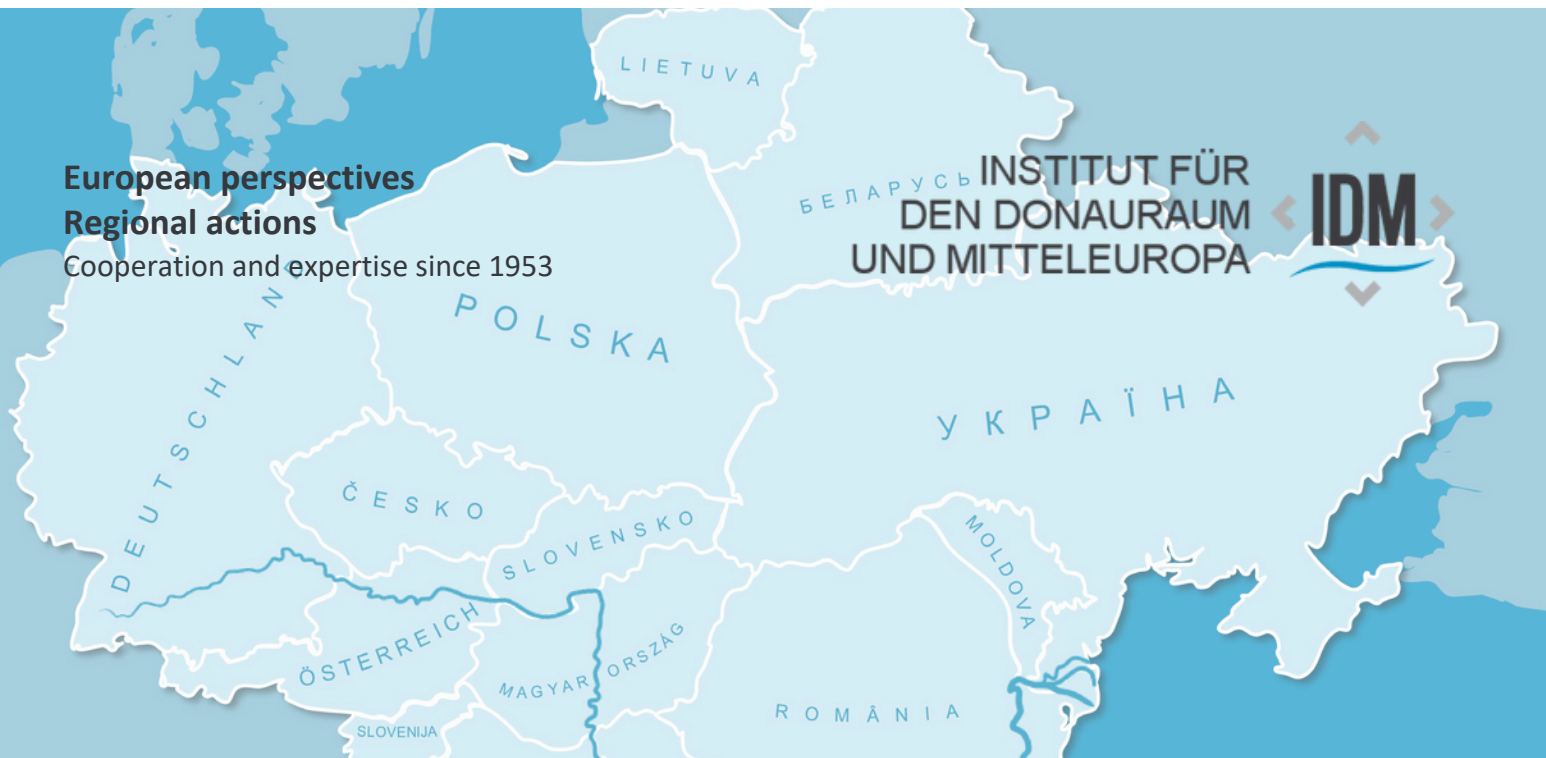 European perspectives
Regional actions
Cooperation and expertise since 1953
INSTITUT FÜR
DEN DONAURAUM
UND MITTELEUROPA
IDM
LIETUVA
БЕЛАРУСЬ
POLSKA
DEUTSCHLAND
УКРАЇНА
ČESKO
SLOVENSKO
MOLDOVA
ÖSTERREICH
MAGYARORSZÁG
ROMÂNIA
SLOVENIJA